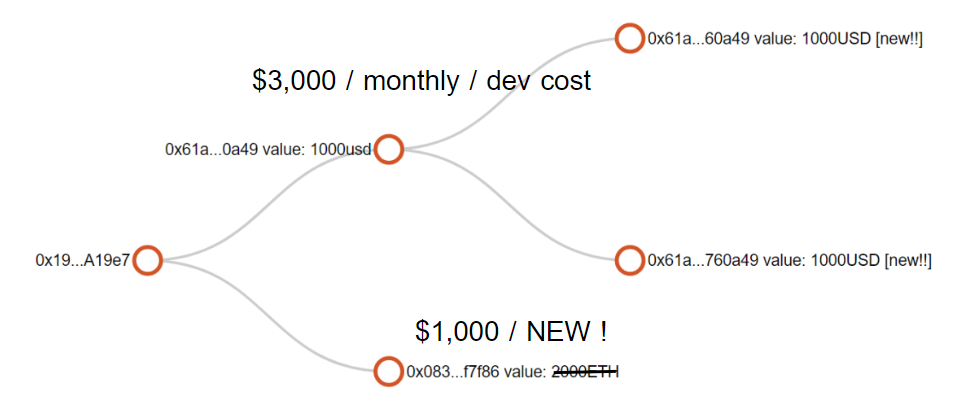 0x61a...60a49 value: 1000USD [new!!]
$3,000 / monthly / dev cost
0x61a...0a49 value: 1000usd
0x19...A19e7
0x61a...760a49 value: 1000USD [new!!]
$1,000 / NEW !
0x083...f7f86 value: 2000ETH